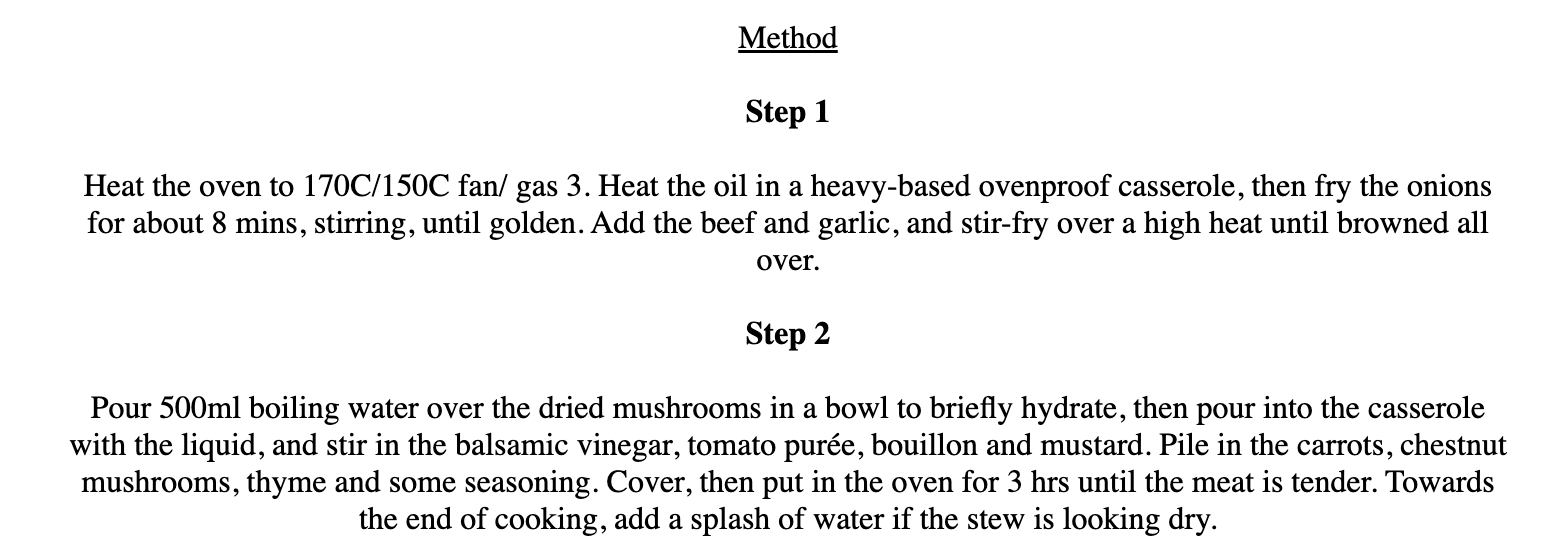 Method
Step 1
Heat the oven to 170C/150C fan/ gas 3. Heat the oil in a heavy-based ovenproof casserole, then fry the onions
for about 8 mins, stirring, until golden. Add the beef and garlic, and stir-fry over a high heat until browned all
over.
Step 2
Pour 500ml boiling water over the dried mushrooms in a bowl to briefly hydrate, then pour into the casserole
with the liquid, and stir in the balsamic vinegar, tomato purée, bouillon and mustard. Pile in the carrots, chestnut
mushrooms, thyme and some seasoning. Cover, then put in the oven for 3 hrs until the meat is tender. Towards
the end of cooking, add a splash of water if the stew is looking dry.